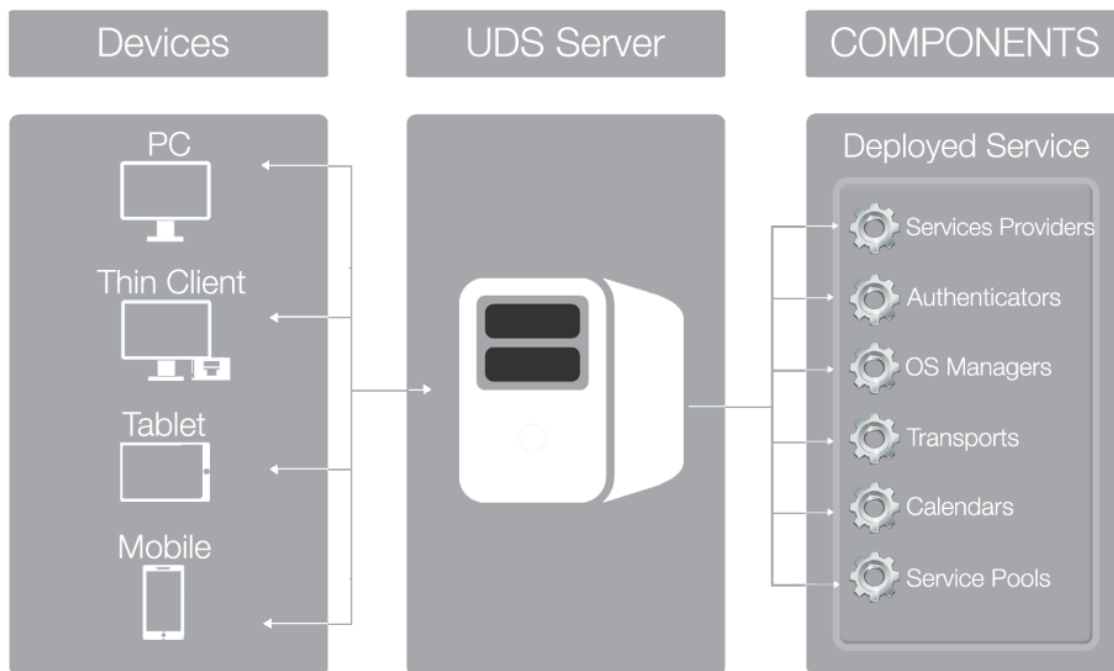 Devices
UDS Server
COMPONENTS
PC
Thin Client
Tablet
Mobile
Deployed Service
Services Providers
Authenticators
OS Managers
Transports
Calendars
Service Pools